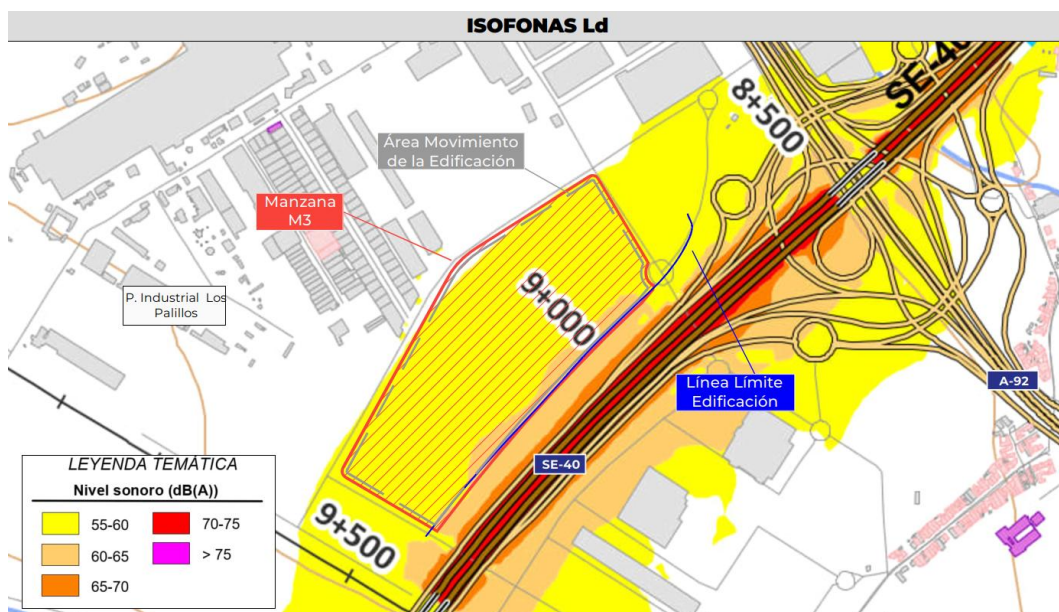 ISOFONAS Ld
SE-40
8+500
Área Movimiento
de la Edificación
Manzana
M3
9+000
P. Industrial Los
Palillos
Línea Límite
Edificación
A-92
SE-40
9+500
LEYENDA TEMÁTICA
Nivel sonoro (dB(A))
55-60
70-75
60-65
> 75
65-70